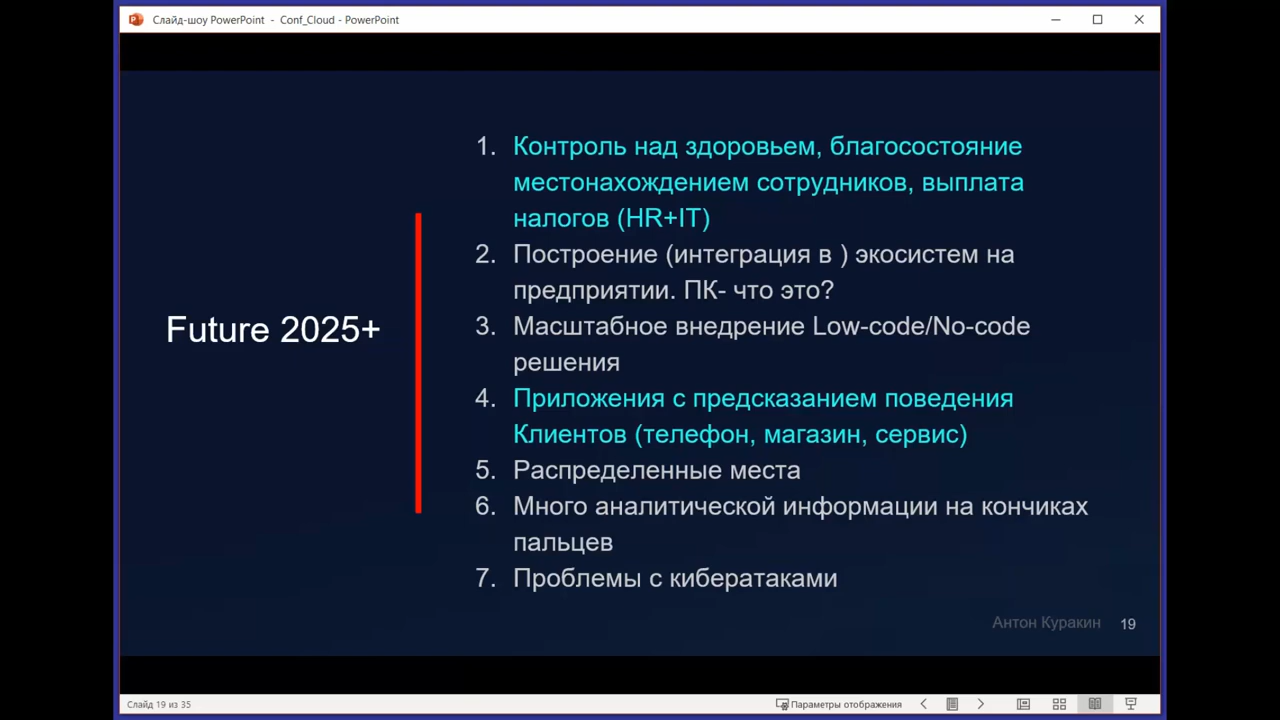 Слайд-шоу PowerPoint - Conf_Cloud - PowerPoint
1. Контроль над здоровьем, благосостояние
местонахождением сотрудников, выплата
налогов (HR+IT)
2. Построение (интеграция в ) экосистем на
предприятии. ПК- что это?
3. Масштабное внедрение Low-code/No-code
решения
4. Приложения с предсказанием поведения
Клиентов (телефон, магазин, сервис)
5. Распределенные места
6. Много аналитической информации на кончиках
пальцев
7. Проблемы с кибератаками
Future 2025+
Антон Куракин 19
Слайд 19 из 35
Параметры отображения